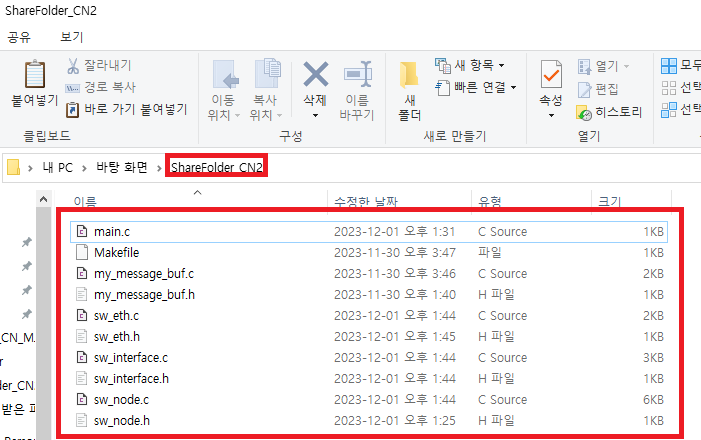 ShareFolder_CN2
공유 보기
붙여넣기
잘라내기
경로 복사
바로 가기 붙여넣기
클립보드
이동 위치
복사 위치
삭제
이름 바꾸기
구성
새 폴더
새 항목
빠른 연결
새로 만들기
속성
열기
편집
히스토리
열기
모두
선택
선택
내 PC > 바탕 화면 > ShareFolder_CN2
이름 수정한 날짜 유형 크기
main.c 2023-12-01 오후 1:31 C Source 1KB
Makefile 2023-11-30 오후 3:47 파일 1KB
my_message_buf.c 2023-11-30 오후 3:46 C Source 2KB
my_message_buf.h 2023-11-30 오후 1:40 H 파일 1KB
sw_eth.c 2023-12-01 오후 1:44 C Source 2KB
sw_eth.h 2023-12-01 오후 1:45 H 파일 1KB
sw_interface.c 2023-12-01 오후 1:44 C Source 3KB
sw_interface.h 2023-12-01 오후 1:44 H 파일 1KB
sw_node.c 2023-12-01 오후 1:44 C Source 6KB
sw_node.h 2023-12-01 오후 1:25 H 파일 1KB
_CN_M
r
der_CN
받은 파